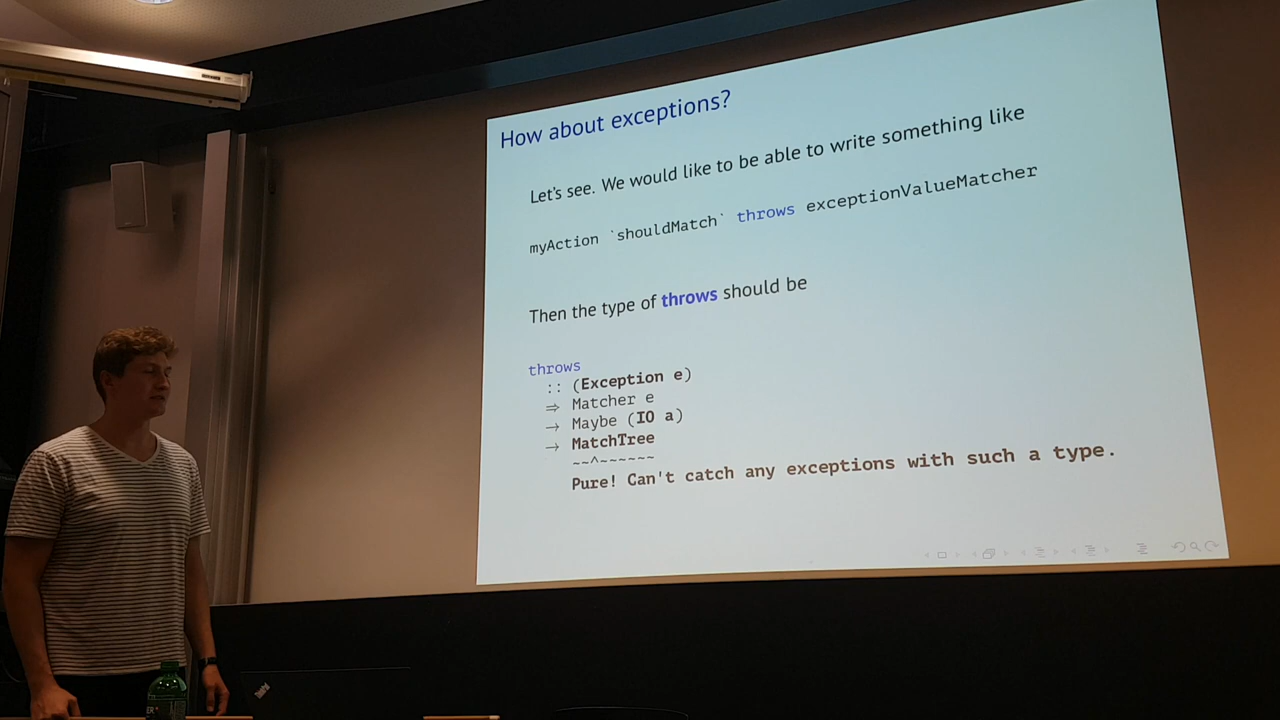 How about exceptions?
Let's see. We would like to be able to write something like
myAction `shouldMatch` throws exceptionValueMatcher
Then the type of throws should be
throws
:: (Exception e)
⇒ Matcher e
→ Maybe (IO a)
→ MatchTree
~~^~~~~~~
Pure! Can't catch any exceptions with such a type.